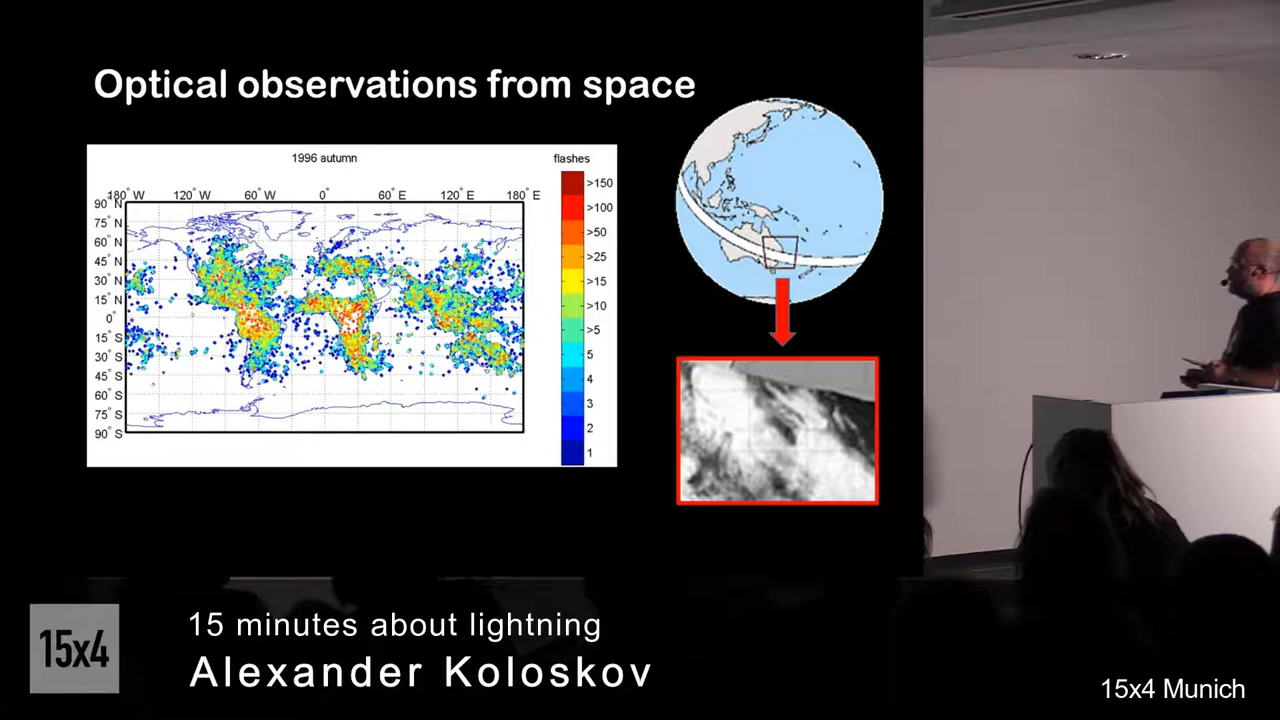 Optical observations from space
1996 autumn
flashes
180° W 120° W 60° W 0° 60° E 120° E 180° E
90° N
75° N
60° N
45° N
30° N
15° N
0°
15° S
30° S
45° S
60° S
75° S
90° S
>150
>100
>50
>25
>15
>10
>5
5
4
3
2
1
15x4
15 minutes about lightning
Alexander Koloskov
15x4 Munich